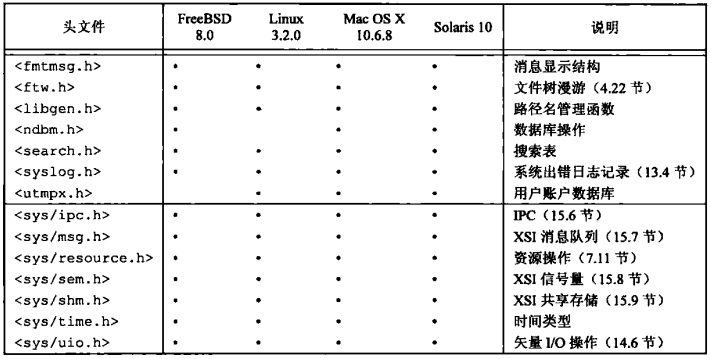 头文件 FreeBSD 8.0 Linux 3.2.0 Mac OS X 10.6.8 Solaris 10 说明
<fmtmsg.h> • • • • 消息显示结构
<ftw.h> • • • • 文件树漫游（4.22 节）
<libgen.h> • • • • 路径名管理函数
<ndbm.h> • • • 数据库操作
<search.h> • • • • 搜索表
<syslog.h> • • • • 系统出错日志记录（13.4 节）
<utmpx.h> • • • 用户账户数据库
<sys/ipc.h> • • • • IPC（15.6 节）
<sys/msg.h> • • • • XSI 消息队列（15.7 节）
<sys/resource.h> • • • • 资源操作（7.11 节）
<sys/sem.h> • • • • XSI 信号量（15.8 节）
<sys/shm.h> • • • • XSI 共享存储（15.9 节）
<sys/time.h> • • • • 时间类型
<sys/uio.h> • • • • 矢量 I/O 操作（14.6 节）